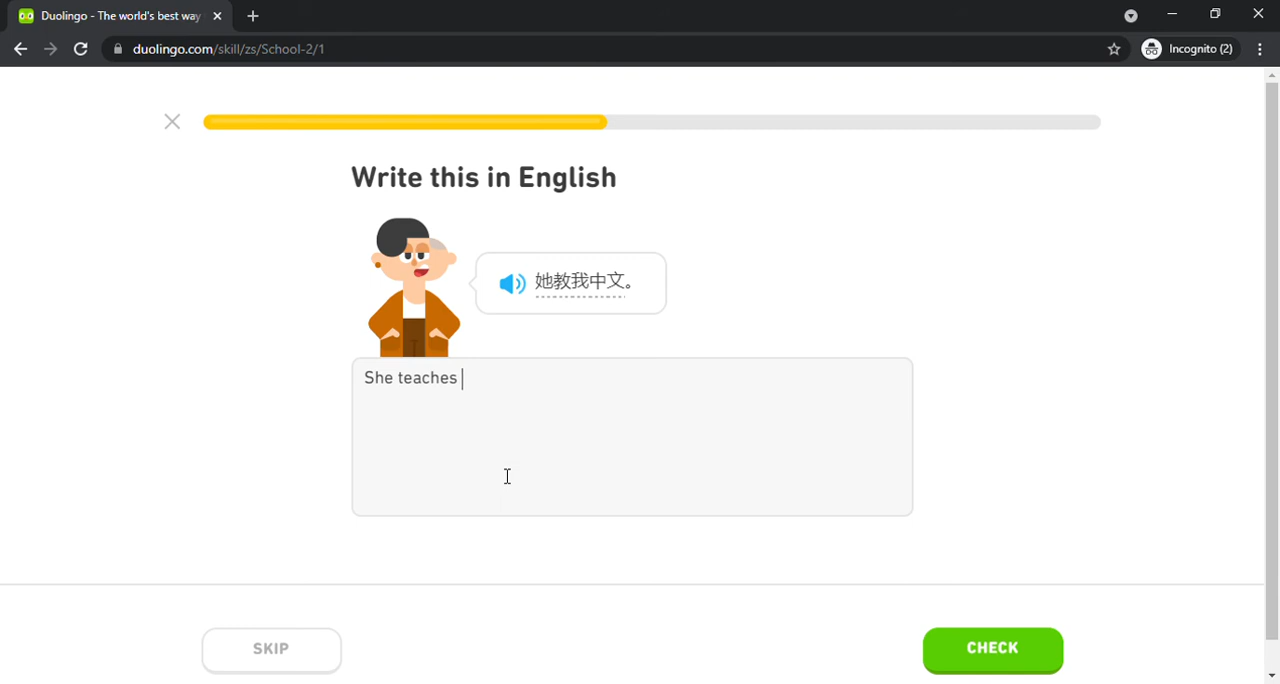 Duolingo - The world's best way
duolingo.com/skill/zs/School-2/1
Incognito (2)
Write this in English
她教我中文。
She teaches
SKIP
CHECK